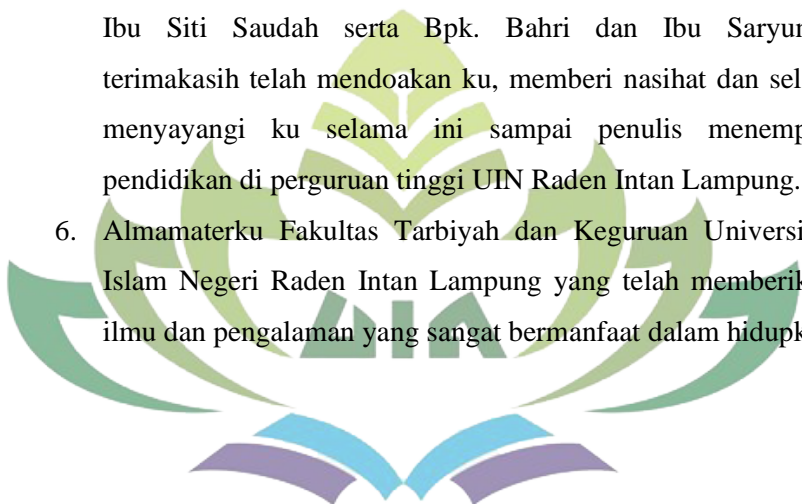 Ibu Siti Saudah serta Bpk. Bahri dan Ibu Saryun
terimakasih telah mendoakan ku, memberi nasihat dan sel
menyayangi ku selama ini sampai penulis menemp
pendidikan di perguruan tinggi UIN Raden Intan Lampung.
6. Almamaterku Fakultas Tarbiyah dan Keguruan Universi
Islam Negeri Raden Intan Lampung yang telah memberik
ilmu dan pengalaman yang sangat bermanfaat dalam hidupk
UIN